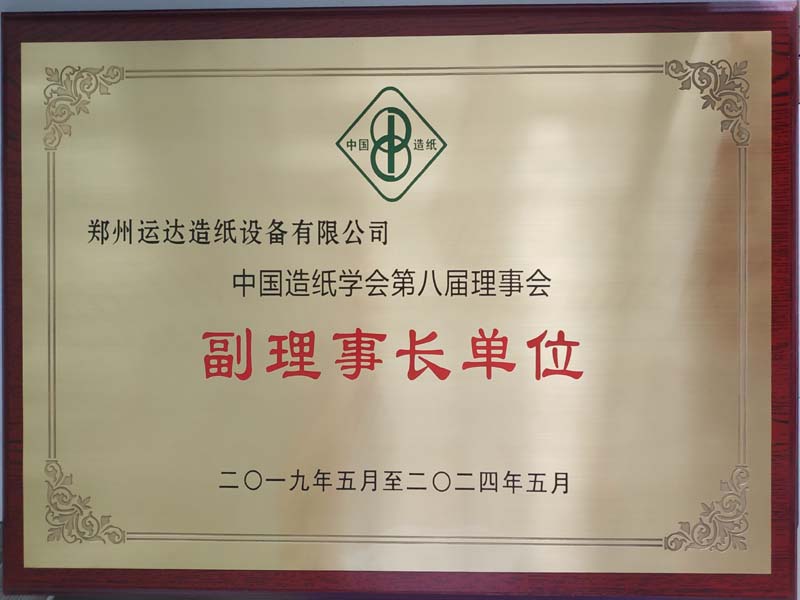 中国 造纸
郑州运达造纸设备有限公司
中国造纸学会第八届理事会
副理事长单位
二〇一九年五月至二〇二四年五月